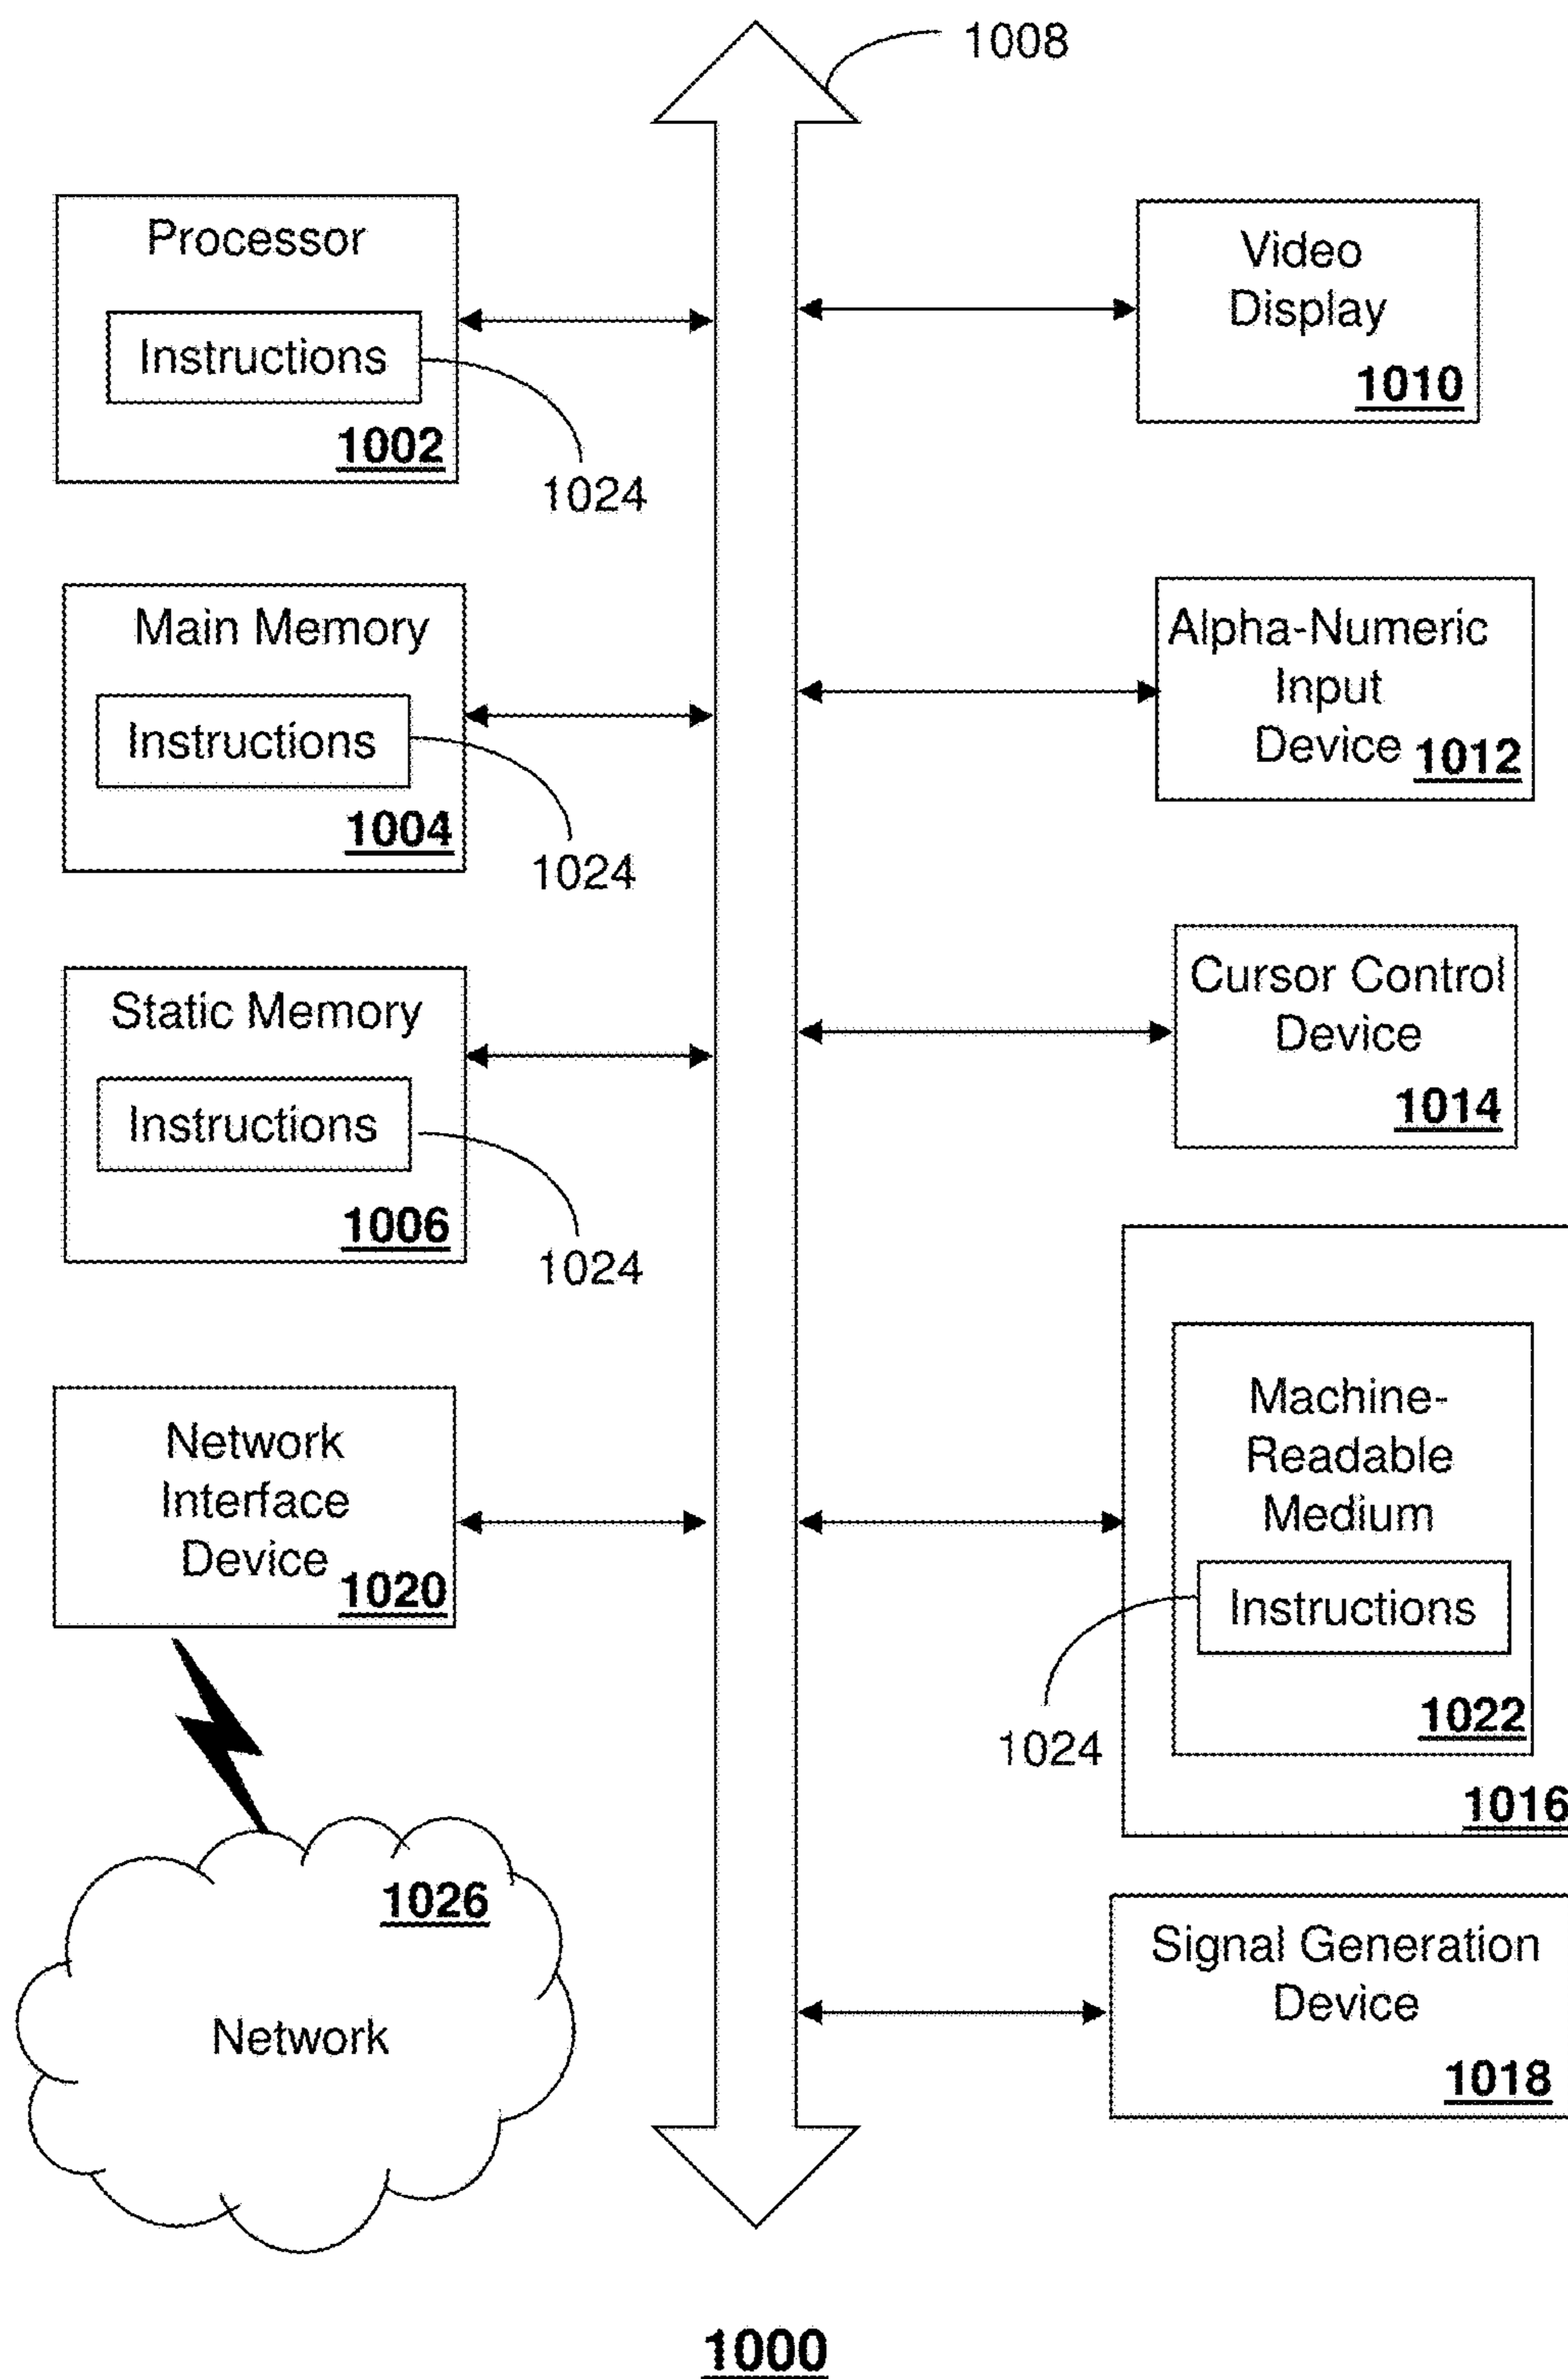 1008
Processor
Instructions
1002
1024
Main Memory
Instructions
1004
1024
Static Memory
Instructions
1006
1024
Network
Interface
Device
1020
1026
Network
Video
Display
1010
Alpha-Numeric
Input
Device
1012
Cursor Control
Device
1014
Machine-
Readable
Medium
Instructions
1022
1024
1016
Signal Generation
Device
1018
1000